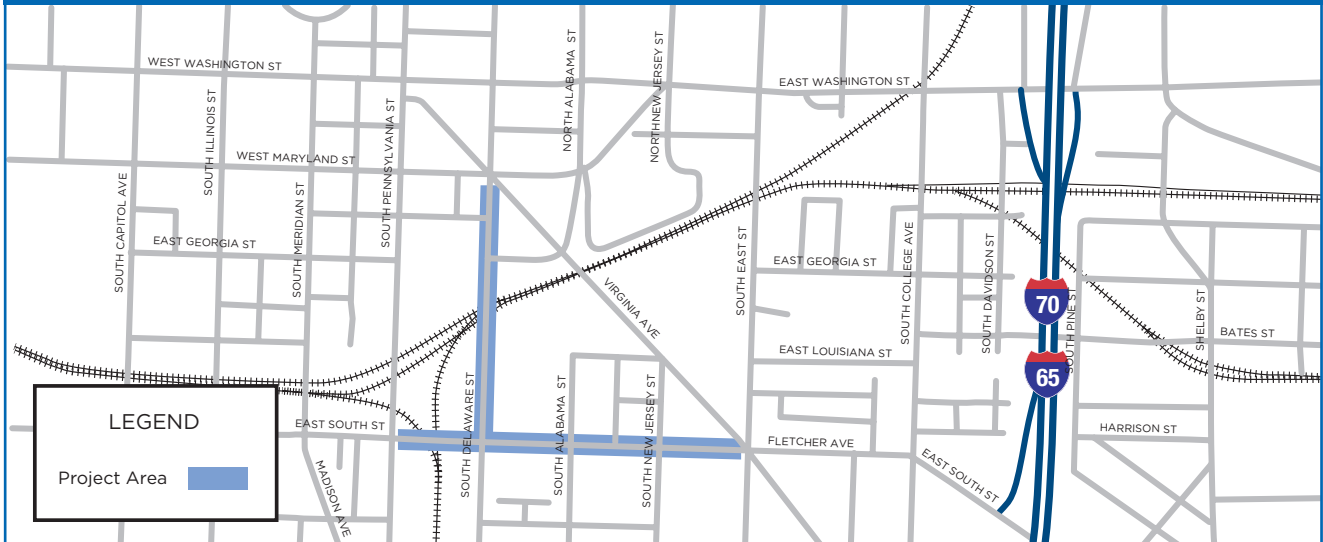 WEST WASHINGTON ST
EAST WASHINGTON ST
NORTH ALABAMA ST
NORTH NEW JERSEY ST
SOUTH ILLINOIS ST
SOUTH PENNSYLVANIA ST
WEST MARYLAND ST
SOUTH CAPITOL AVE
SOUTH MERIDIAN ST
EAST GEORGIA ST
SOUTH EAST ST
EAST GEORGIA ST
SOUTH COLLEGE AVE
SOUTH DAVIDSON ST
70
SOUTH PINE ST
SHELBY ST
BATES ST
VIRGINIA AVE
EAST LOUISIANA ST
65
LEGEND
Project Area
EAST SOUTH ST
SOUTH DELAWARE ST
SOUTH ALABAMA ST
SOUTH NEW JERSEY ST
FLETCHER AVE
HARRISON ST
MADISON AVE
EAST SOUTH ST